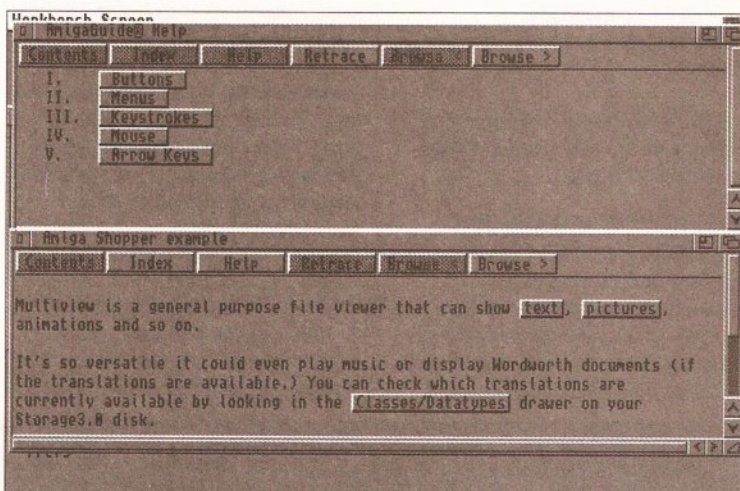 Workbench Screen
AmigaGuide® Help
Contents Index Help Retrace Browse < Browse >
I. Buttons
II. Menus
III. Keystrokes
IV. Mouse
V. Arrow Keys
Amiga Shopper example
Contents Index Help Retrace Browse < Browse >
Multiview is a general purpose file viewer that can show text, pictures,
animations and so on.
It's so versatile it could even play music or display Wordworth documents (if
the translations are available.) You can check which translations are
currently available by looking in the Classes/Datatypes drawer on your
Storage3.0 disk.